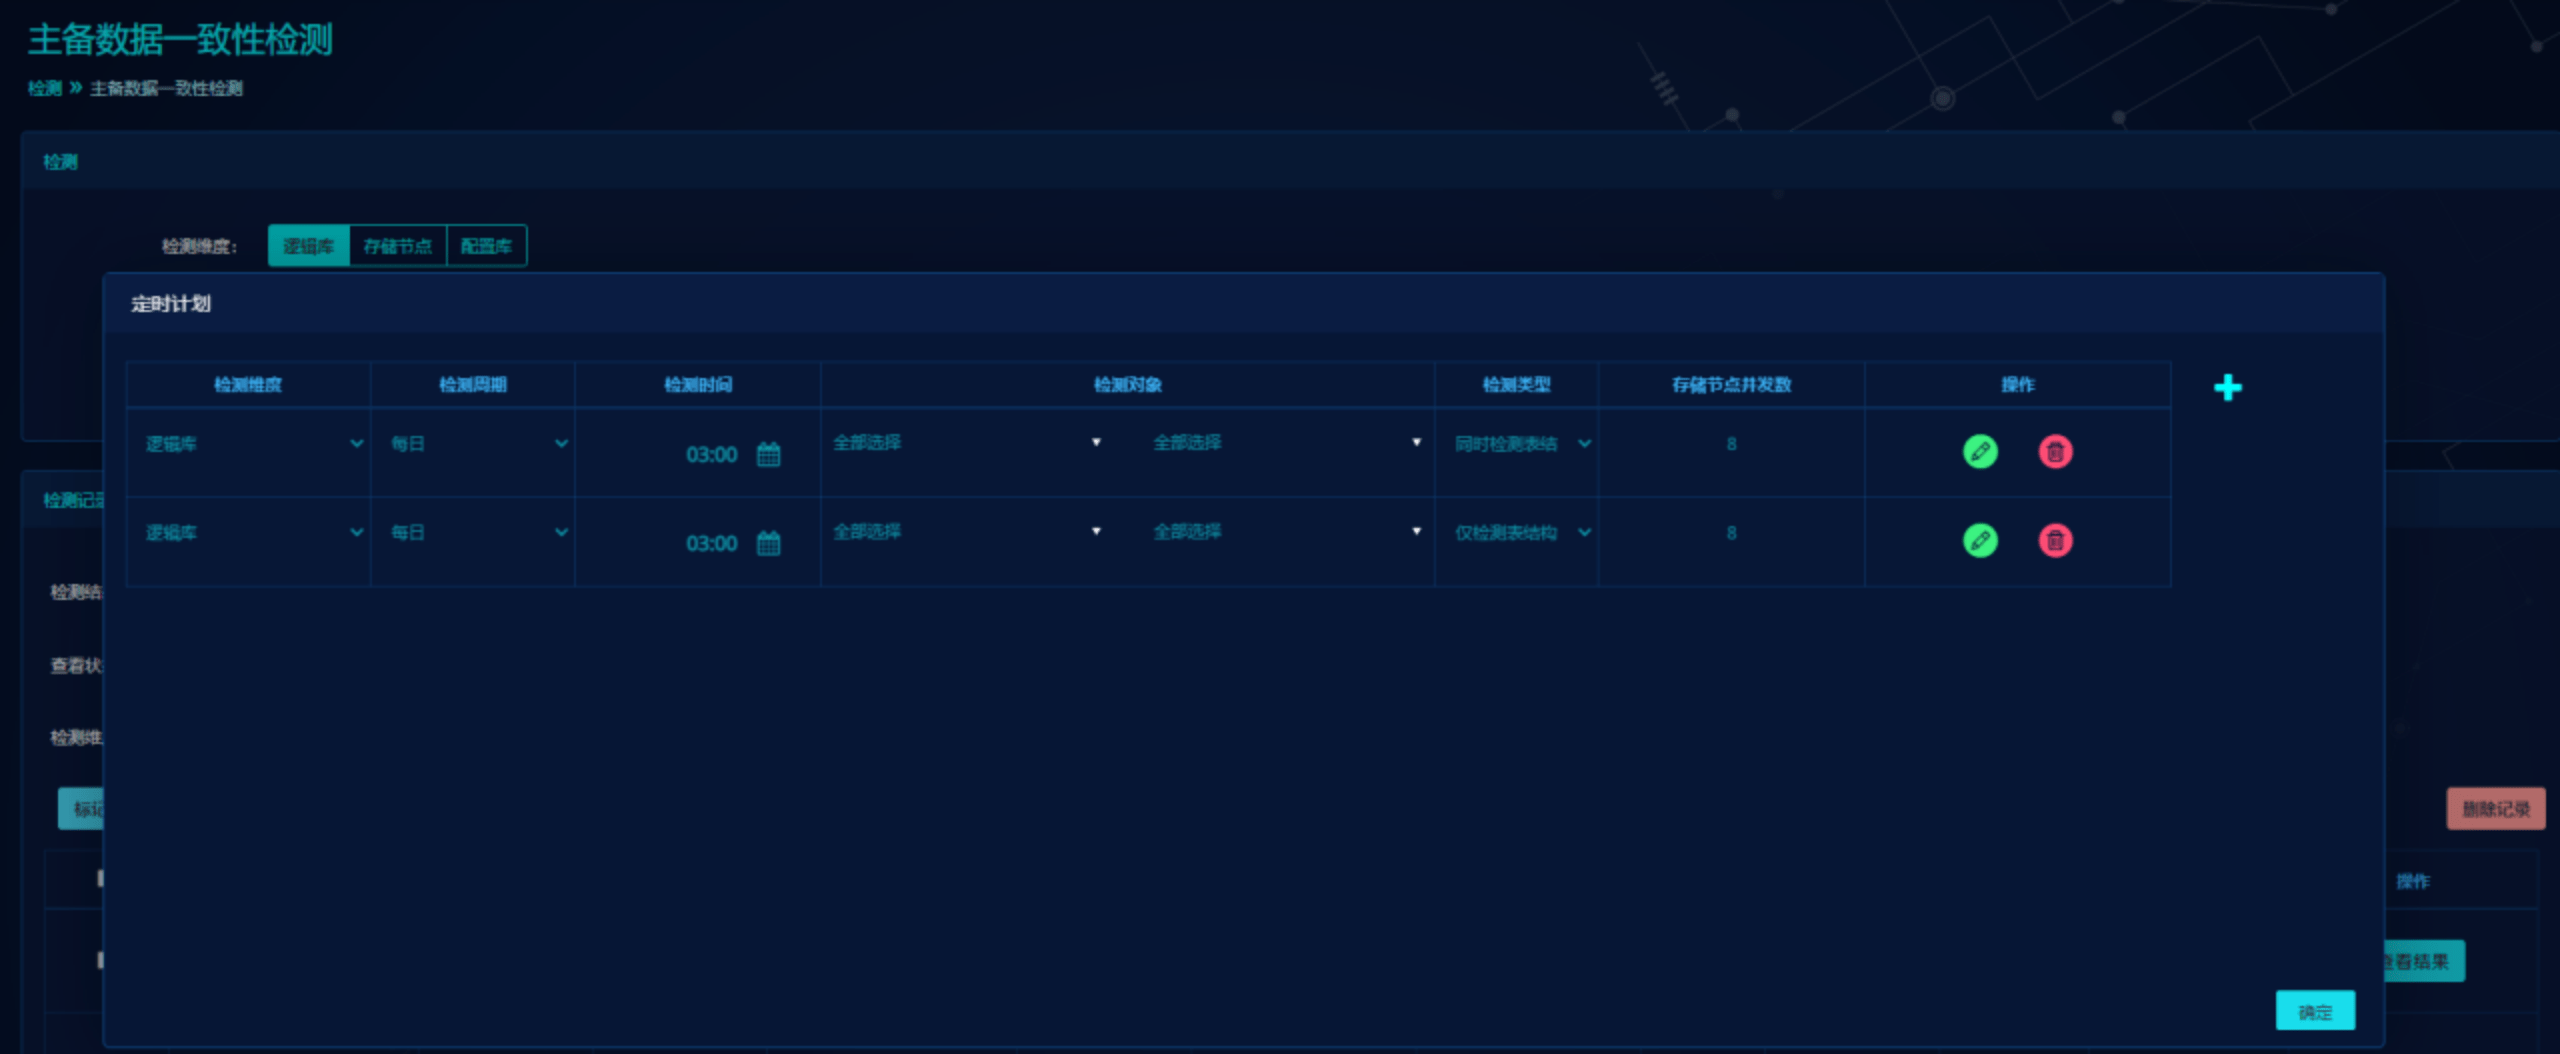 主备数据一致性检测
检测 » 主备数据一致性检测
检测
检测维度： 逻辑库 存储节点 配置库
定时计划
检测维度 检测周期 检测时间 检测对象 检测类型 存储节点并发数 操作
逻辑库 每日 03:00 全部选择 全部选择 同时检测表结 8
逻辑库 每日 03:00 全部选择 全部选择 仅检测表结构 8
检测记录
检测结
查看状
检测维
标记
删除记录
操作
查看结果
确定